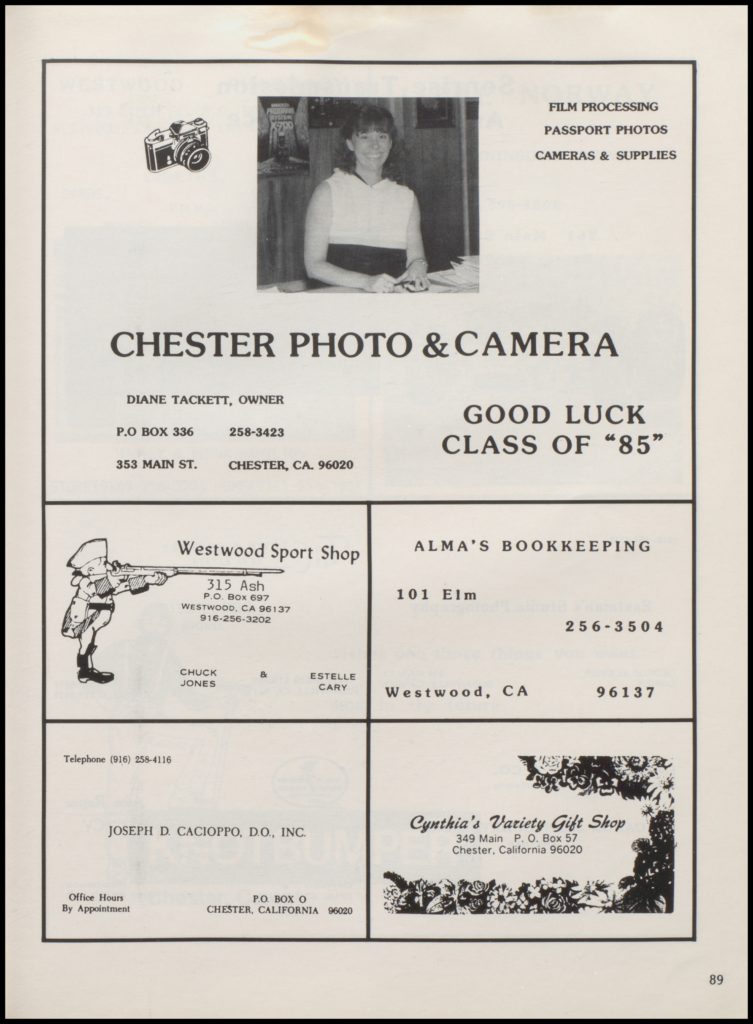 FILM PROCESSING
PASSPORT PHOTOS
CAMERAS & SUPPLIES
CHESTER PHOTO & CAMERA
DIANE TACKETT, OWNER
P.O BOX 336 258-3423
353 MAIN ST. CHESTER, CA. 96020
GOOD LUCK
CLASS OF “85”
Westwood Sport Shop
315 Ash
P.O. Box 697
WESTWOOD, CA 96137
916-256-3202
CHUCK & ESTELLE
JONES CARY
ALMA'S BOOKKEEPING
101 Elm
256-3504
Westwood, CA 96137
Telephone (916) 258-4116
JOSEPH D. CACIOPPO, D.O., INC.
Office Hours
By Appointment
P.O. BOX O
CHESTER, CALIFORNIA 96020
Cynthia's Variety Gift Shop
349 Main P. O. Box 57
Chester, California 96020
89